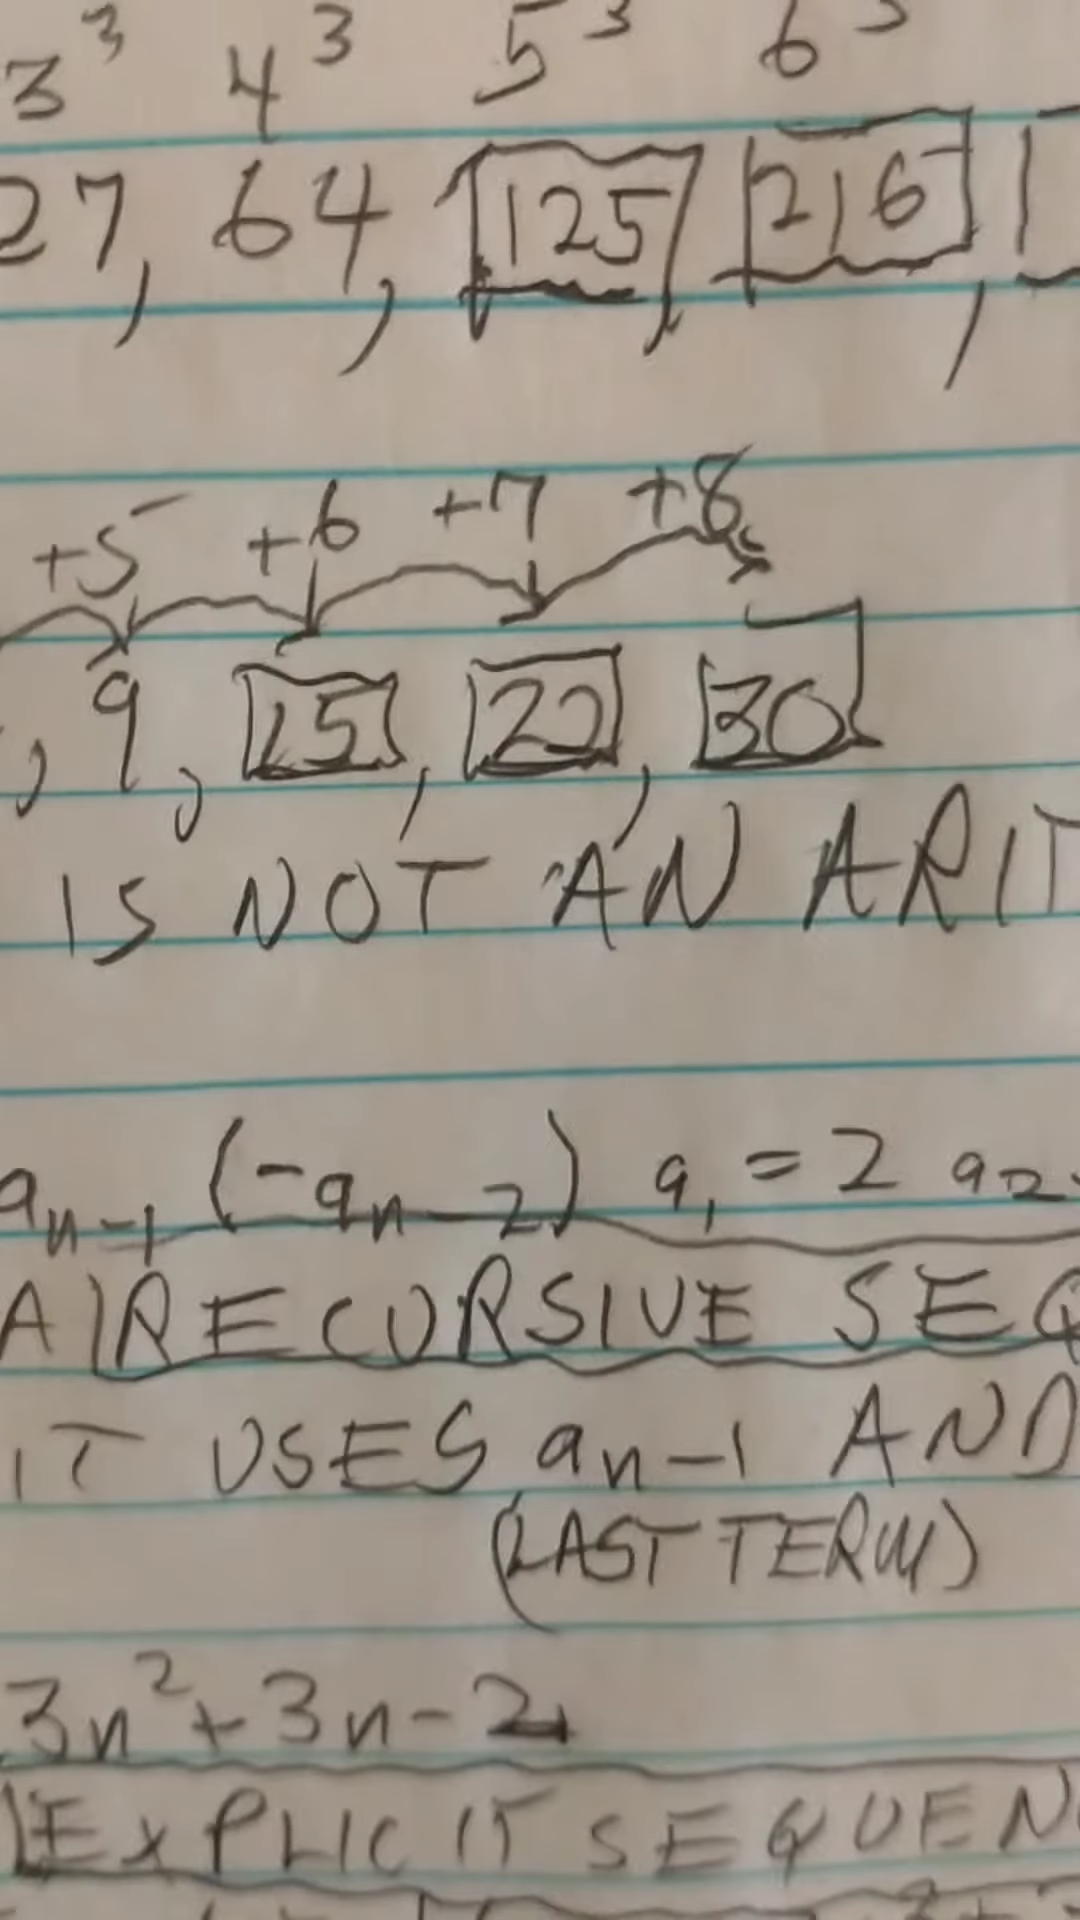 3³ 4³ 5³ 6³
27, 64, 125, 216,
+5 +6 +7 +8
, 9, 15, 22, 30
IS NOT AN ARIT
aₙ₋₁ (-aₙ₋₂) a₁ = 2 a₂
A RECURSIVE SEQ
IT USES aₙ₋₁ AND
(LAST TERM)
3n² + 3n - 2
EXPLICIT SEQUEN